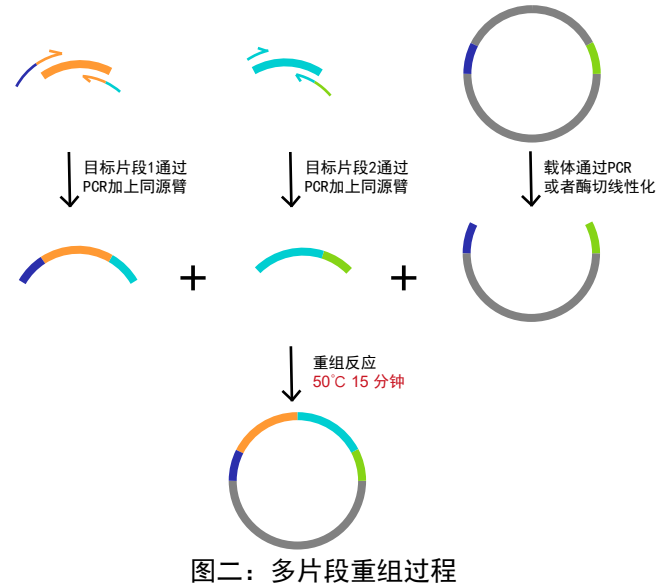 目标片段1通过
PCR加上同源臂
目标片段2通过
PCR加上同源臂
载体通过PCR
或者酶切线性化
+
+
重组反应
50℃ 15 分钟
图二：多片段重组过程